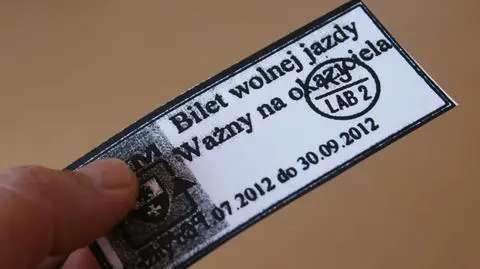 Bilet wolnej jazdy
Ważny na okaziciela
LAB 2
.07.2012 do 30.09.2012